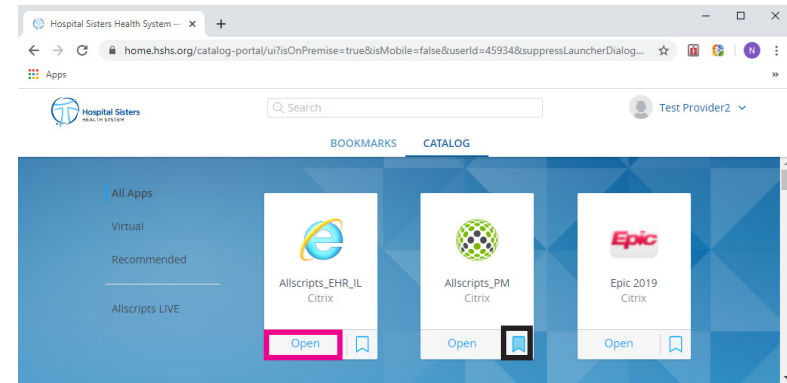 Hospital Sisters Health System —
home.hshs.org/catalog-portal/ui?isOnPremise=true&isMobile=false&userId=45934&suppressLauncherDialog...
N
Apps
»
Hospital Sisters
HEALTH SYSTEM
Search
Test Provider2
BOOKMARKS CATALOG
All Apps
Virtual
Recommended
Allscripts LIVE
Allscripts_EHR_IL
Citrix
Open
Allscripts_PM
Citrix
Open
Epic
Epic 2019
Citrix
Open